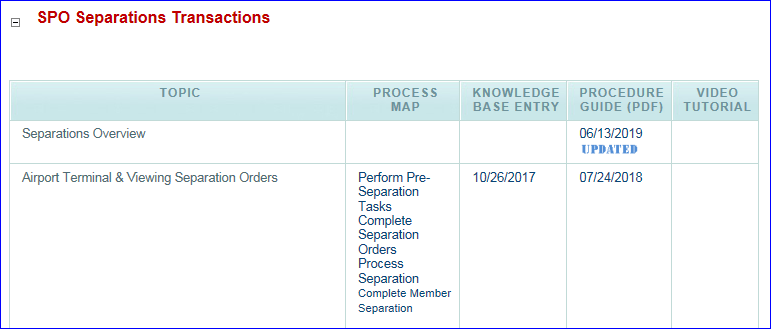 SPO Separations Transactions
TOPIC
PROCESS
MAP
KNOWLEDGE
BASE ENTRY
PROCEDURE
GUIDE (PDF)
VIDEO
TUTORIAL
Separations Overview
06/13/2019
UPDATED
Airport Terminal & Viewing Separation Orders
Perform Pre-
Separation
Tasks
Complete
Separation
Orders
Process
Separation
Complete Member
Separation
10/26/2017
07/24/2018